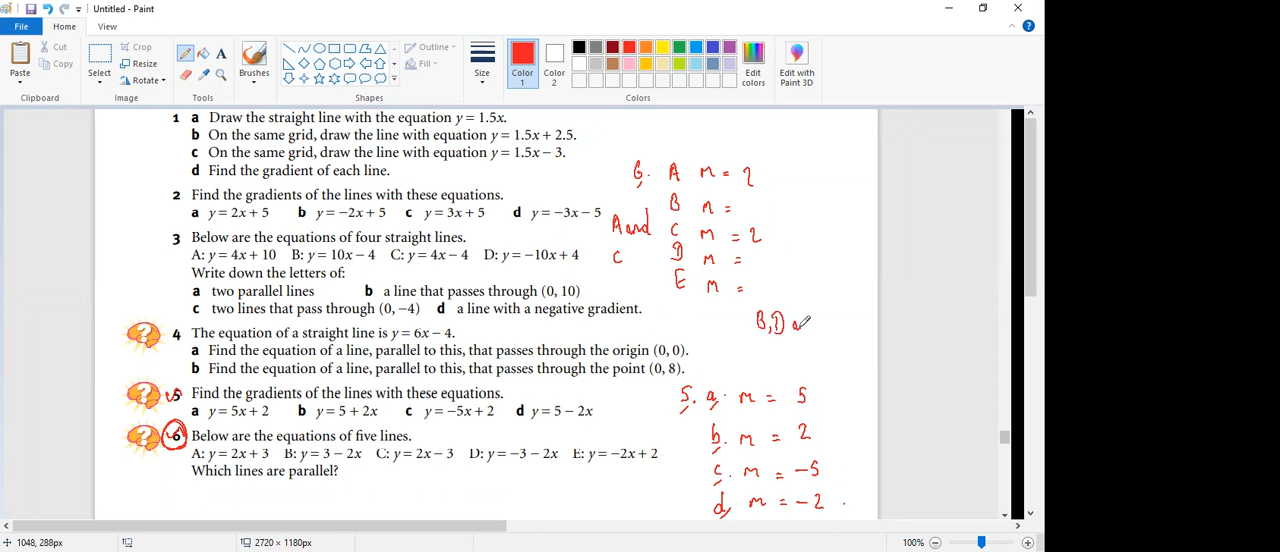 Untitled - Paint
File Home View
Paste Cut Copy Clipboard
Select Crop Resize Rotate Image
Tools
Brushes
Shapes Outline Fill
Size
Color 1 Color 2 Colors
Edit colors
Edit with Paint 3D
1 a Draw the straight line with the equation y = 1.5x.
b On the same grid, draw the line with equation y = 1.5x + 2.5.
c On the same grid, draw the line with equation y = 1.5x − 3.
d Find the gradient of each line.
2 Find the gradients of the lines with these equations.
a y = 2x + 5 b y = −2x + 5 c y = 3x + 5 d y = −3x − 5
3 Below are the equations of four straight lines.
A: y = 4x + 10 B: y = 10x − 4 C: y = 4x − 4 D: y = −10x + 4
Write down the letters of:
a two parallel lines b a line that passes through (0, 10)
c two lines that pass through (0, −4) d a line with a negative gradient.
4 The equation of a straight line is y = 6x − 4.
a Find the equation of a line, parallel to this, that passes through the origin (0, 0).
b Find the equation of a line, parallel to this, that passes through the point (0, 8).
5 Find the gradients of the lines with these equations.
a y = 5x + 2 b y = 5 + 2x c y = −5x + 2 d y = 5 − 2x
6 Below are the equations of five lines.
A: y = 2x + 3 B: y = 3 − 2x C: y = 2x − 3 D: y = −3 − 2x E: y = −2x + 2
Which lines are parallel?
6. A m = 2
B m =
A and C m = 2
C D m =
E m =
B, D a
5. a. m = 5
b. m = 2
c. m = −5
d, m = −2 .
1048, 288px 2720 × 1180px 100%